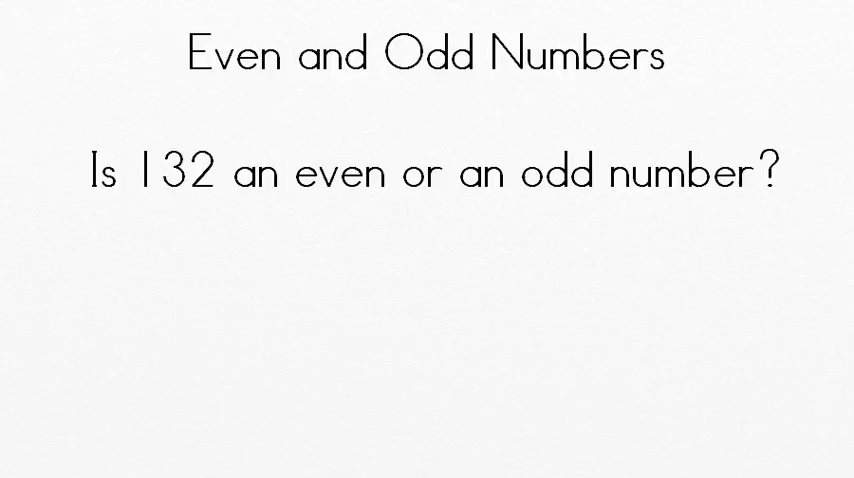 Even and Odd Numbers
Is 132 an even or an odd number?